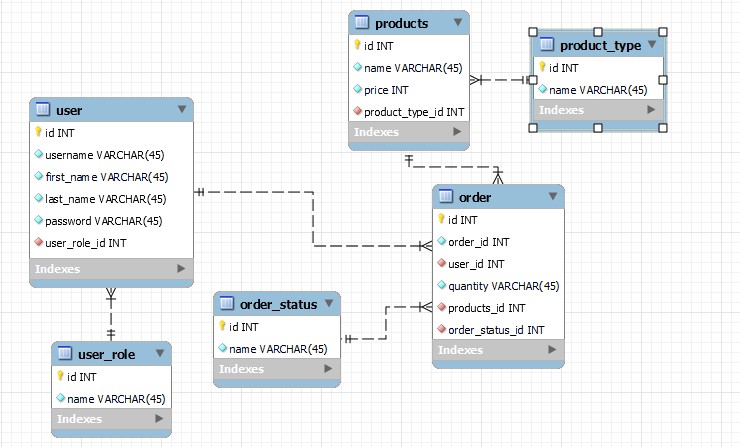 products
id INT
name VARCHAR(45)
price INT
product_type_id INT
Indexes
product_type
id INT
name VARCHAR(45)
Indexes
user
id INT
username VARCHAR(45)
first_name VARCHAR(45)
last_name VARCHAR(45)
password VARCHAR(45)
user_role_id INT
Indexes
order
id INT
order_id INT
user_id INT
quantity VARCHAR(45)
products_id INT
order_status_id INT
Indexes
order_status
id INT
name VARCHAR(45)
Indexes
user_role
id INT
name VARCHAR(45)
Indexes